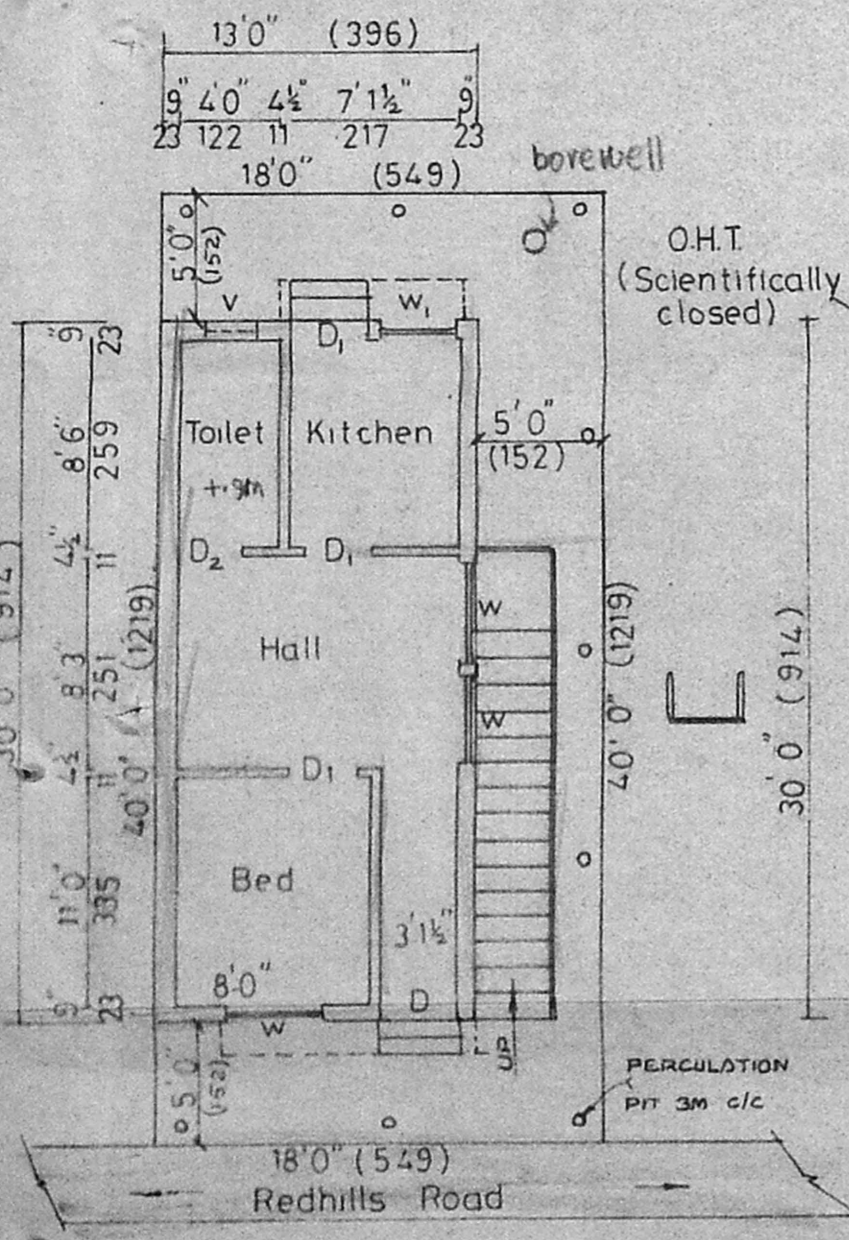 13'0" (396)
9" 4'0" 4½" 7'1½" 9"
23 122 11 217 23
18'0" (549)
borewell
5'0"
(152)
O.H.T.
(Scientifically
closed)
V
W₁
D₁
9"
23
8'6"
259
4½"
11
8'3"
251
4½"
11
11'0"
335
9"
23
30'0" (914)
40'0" (1219)
Toilet
Kitchen
5'0"
(152)
D₂
D₁
W
Hall
W
D₁
Bed
3'1½"
8'0"
W
D
UP
40'0" (1219)
30'0" (914)
5'0"
(152)
PERCULATION
PIT 3M c/c
18'0" (549)
Redhills Road